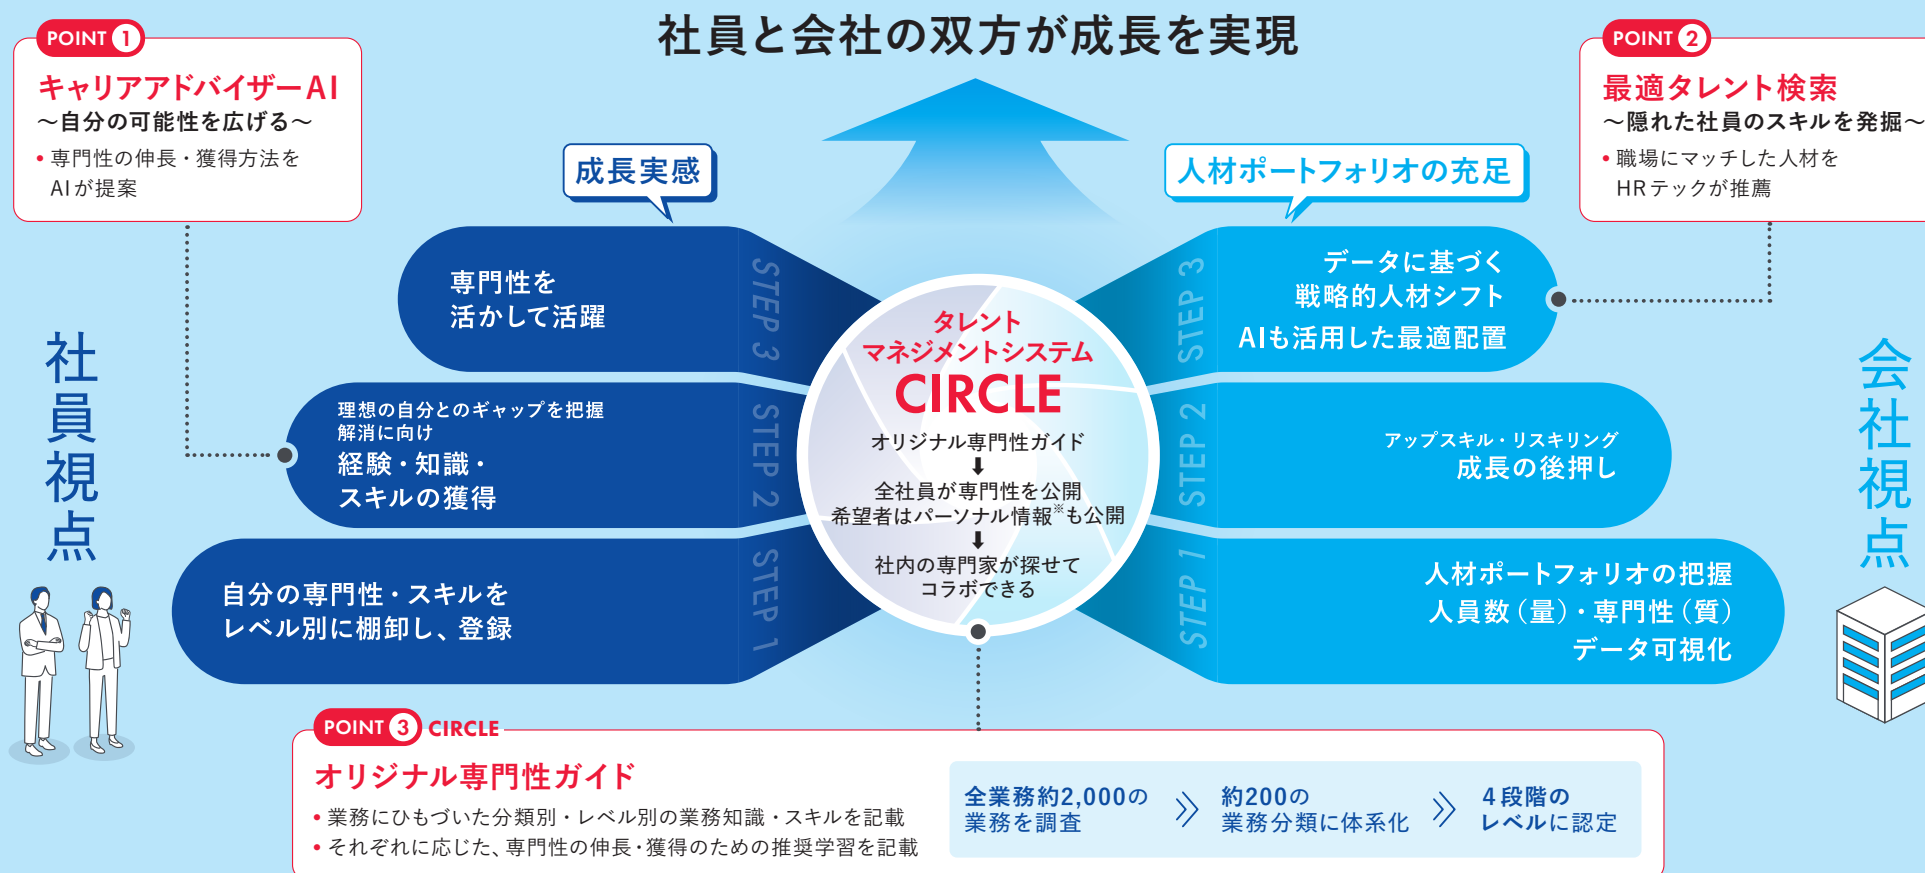 社員と会社の双方が成長を実現
POINT 1
キャリアアドバイザーAI
〜自分の可能性を広げる〜
• 専門性の伸長・獲得方法を
AIが提案
POINT 2
最適タレント検索
〜隠れた社員のスキルを発掘〜
• 職場にマッチした人材を
HRテックが推薦
社員視点
成長実感
STEP 3
専門性を
活かして活躍
STEP 2
理想の自分とのギャップを把握
解消に向け
経験・知識・
スキルの獲得
STEP 1
自分の専門性・スキルを
レベル別に棚卸し、登録
タレント
マネジメントシステム
CIRCLE
オリジナル専門性ガイド
⬇
全社員が専門性を公開
希望者はパーソナル情報※も公開
⬇
社内の専門家が探せて
コラボできる
会社視点
人材ポートフォリオの充足
STEP 3
データに基づく
戦略的人材シフト
AIも活用した最適配置
STEP 2
アップスキル・リスキリング
成長の後押し
STEP 1
人材ポートフォリオの把握
人員数（量）・専門性（質）
データ可視化
POINT 3 CIRCLE
オリジナル専門性ガイド
• 業務にひもづいた分類別・レベル別の業務知識・スキルを記載
• それぞれに応じた、専門性の伸長・獲得のための推奨学習を記載
全業務約2,000の
業務を調査
約200の
業務分類に体系化
4段階の
レベルに認定